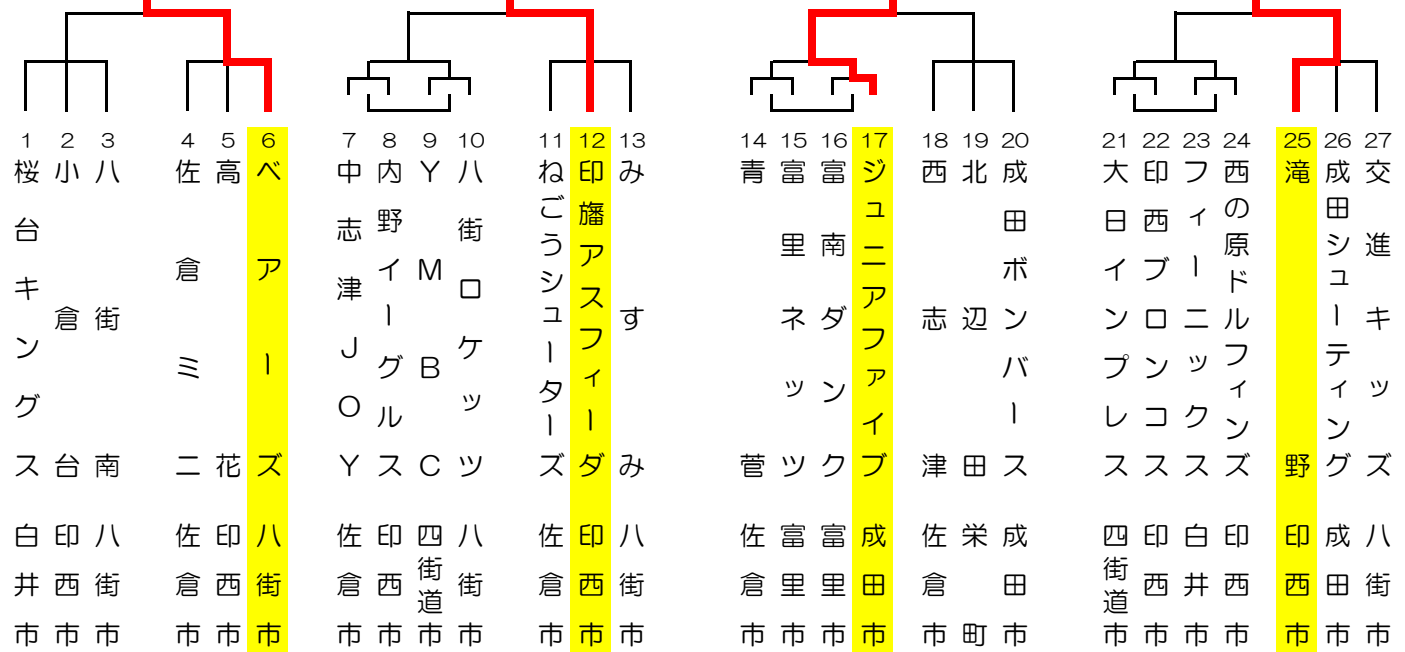 1 桜台キングス 白井市
2 小倉台 印西市
3 八街南 八街市
4 佐倉ミニ 佐倉市
5 高花 印西市
6 ベアーズ 八街市
7 中志津JOY 佐倉市
8 内野イーグルス 印西市
9 YMBC 四街道市
10 八街ロケッツ 八街市
11 ねごうシューターズ 佐倉市
12 印旛アスフィーダ 印西市
13 みすみ 八街市
14 青菅 佐倉市
15 富里ネッツ 富里市
16 富南ダンク 富里市
17 ジュニアファイブ 成田市
18 西志津 佐倉市
19 北辺田 栄町
20 成田ボンバース 成田市
21 大日インプレス 四街道市
22 印西ブロンコス 印西市
23 フィーニックス 白井市
24 西の原ドルフィンズ 印西市
25 滝野 印西市
26 成田シューティング 成田市
27 交進キッズ 八街市